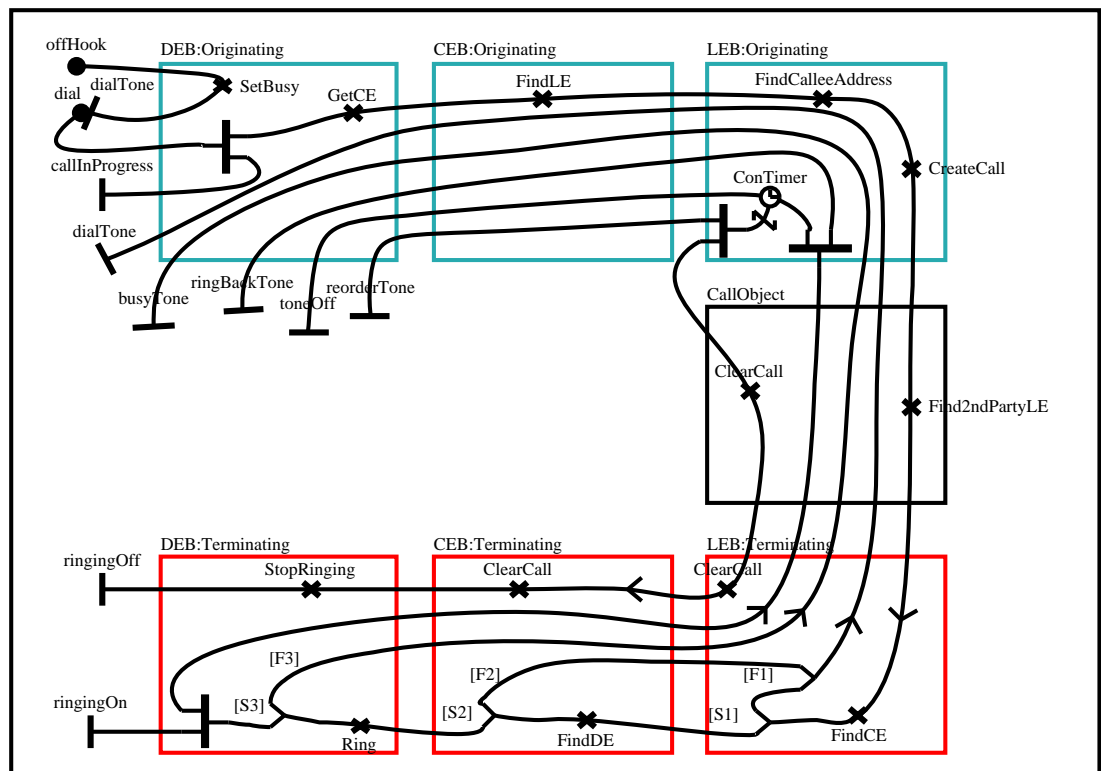 offHook
DEB:Originating
CEB:Originating
LEB:Originating
dialTone
dial
SetBusy
GetCE
FindLE
FindCalleeAddress
callInProgress
ConTimer
CreateCall
dialTone
busyTone
ringBackTone
toneOff
reorderTone
CallObject
ClearCall
Find2ndPartyLE
DEB:Terminating
CEB:Terminating
LEB:Terminating
ringingOff
StopRinging
ClearCall
ClearCall
[F3]
[F2]
[F1]
ringingOn
[S3]
[S2]
[S1]
Ring
FindDE
FindCE